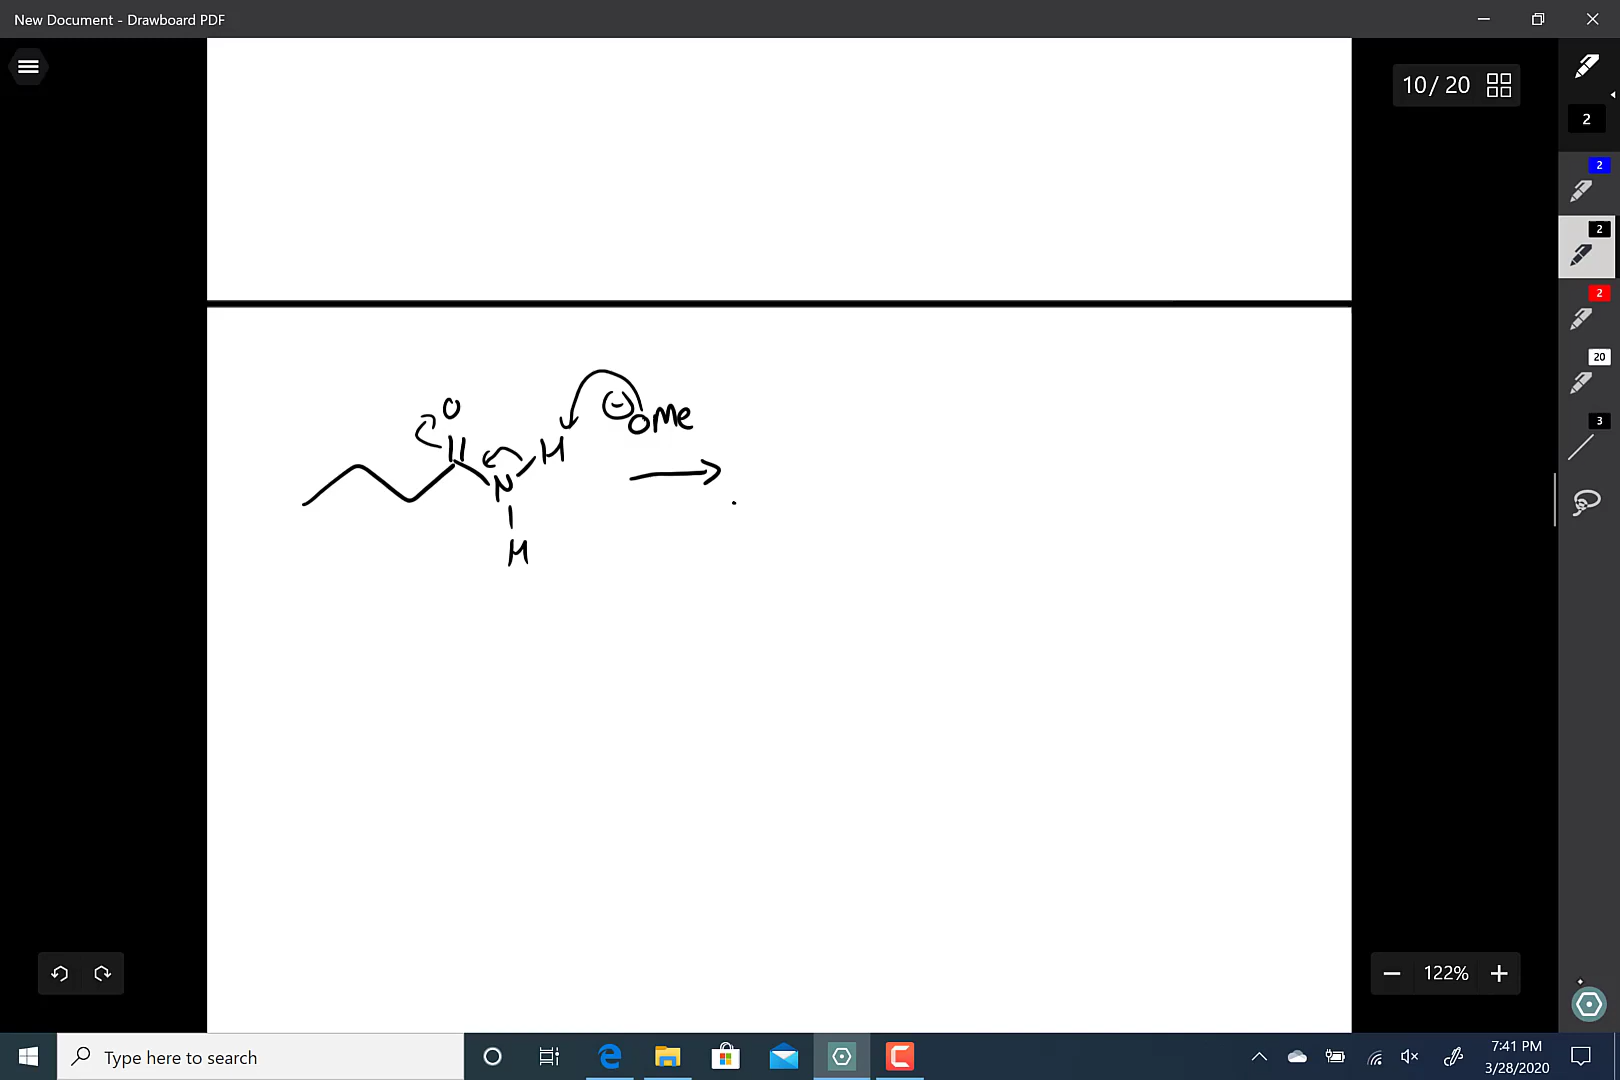 New Document - Drawboard PDF
10 / 20
2
2
2
2
20
3
O
⊖OMe
H
N
H
122%
Type here to search
7:41 PM
3/28/2020